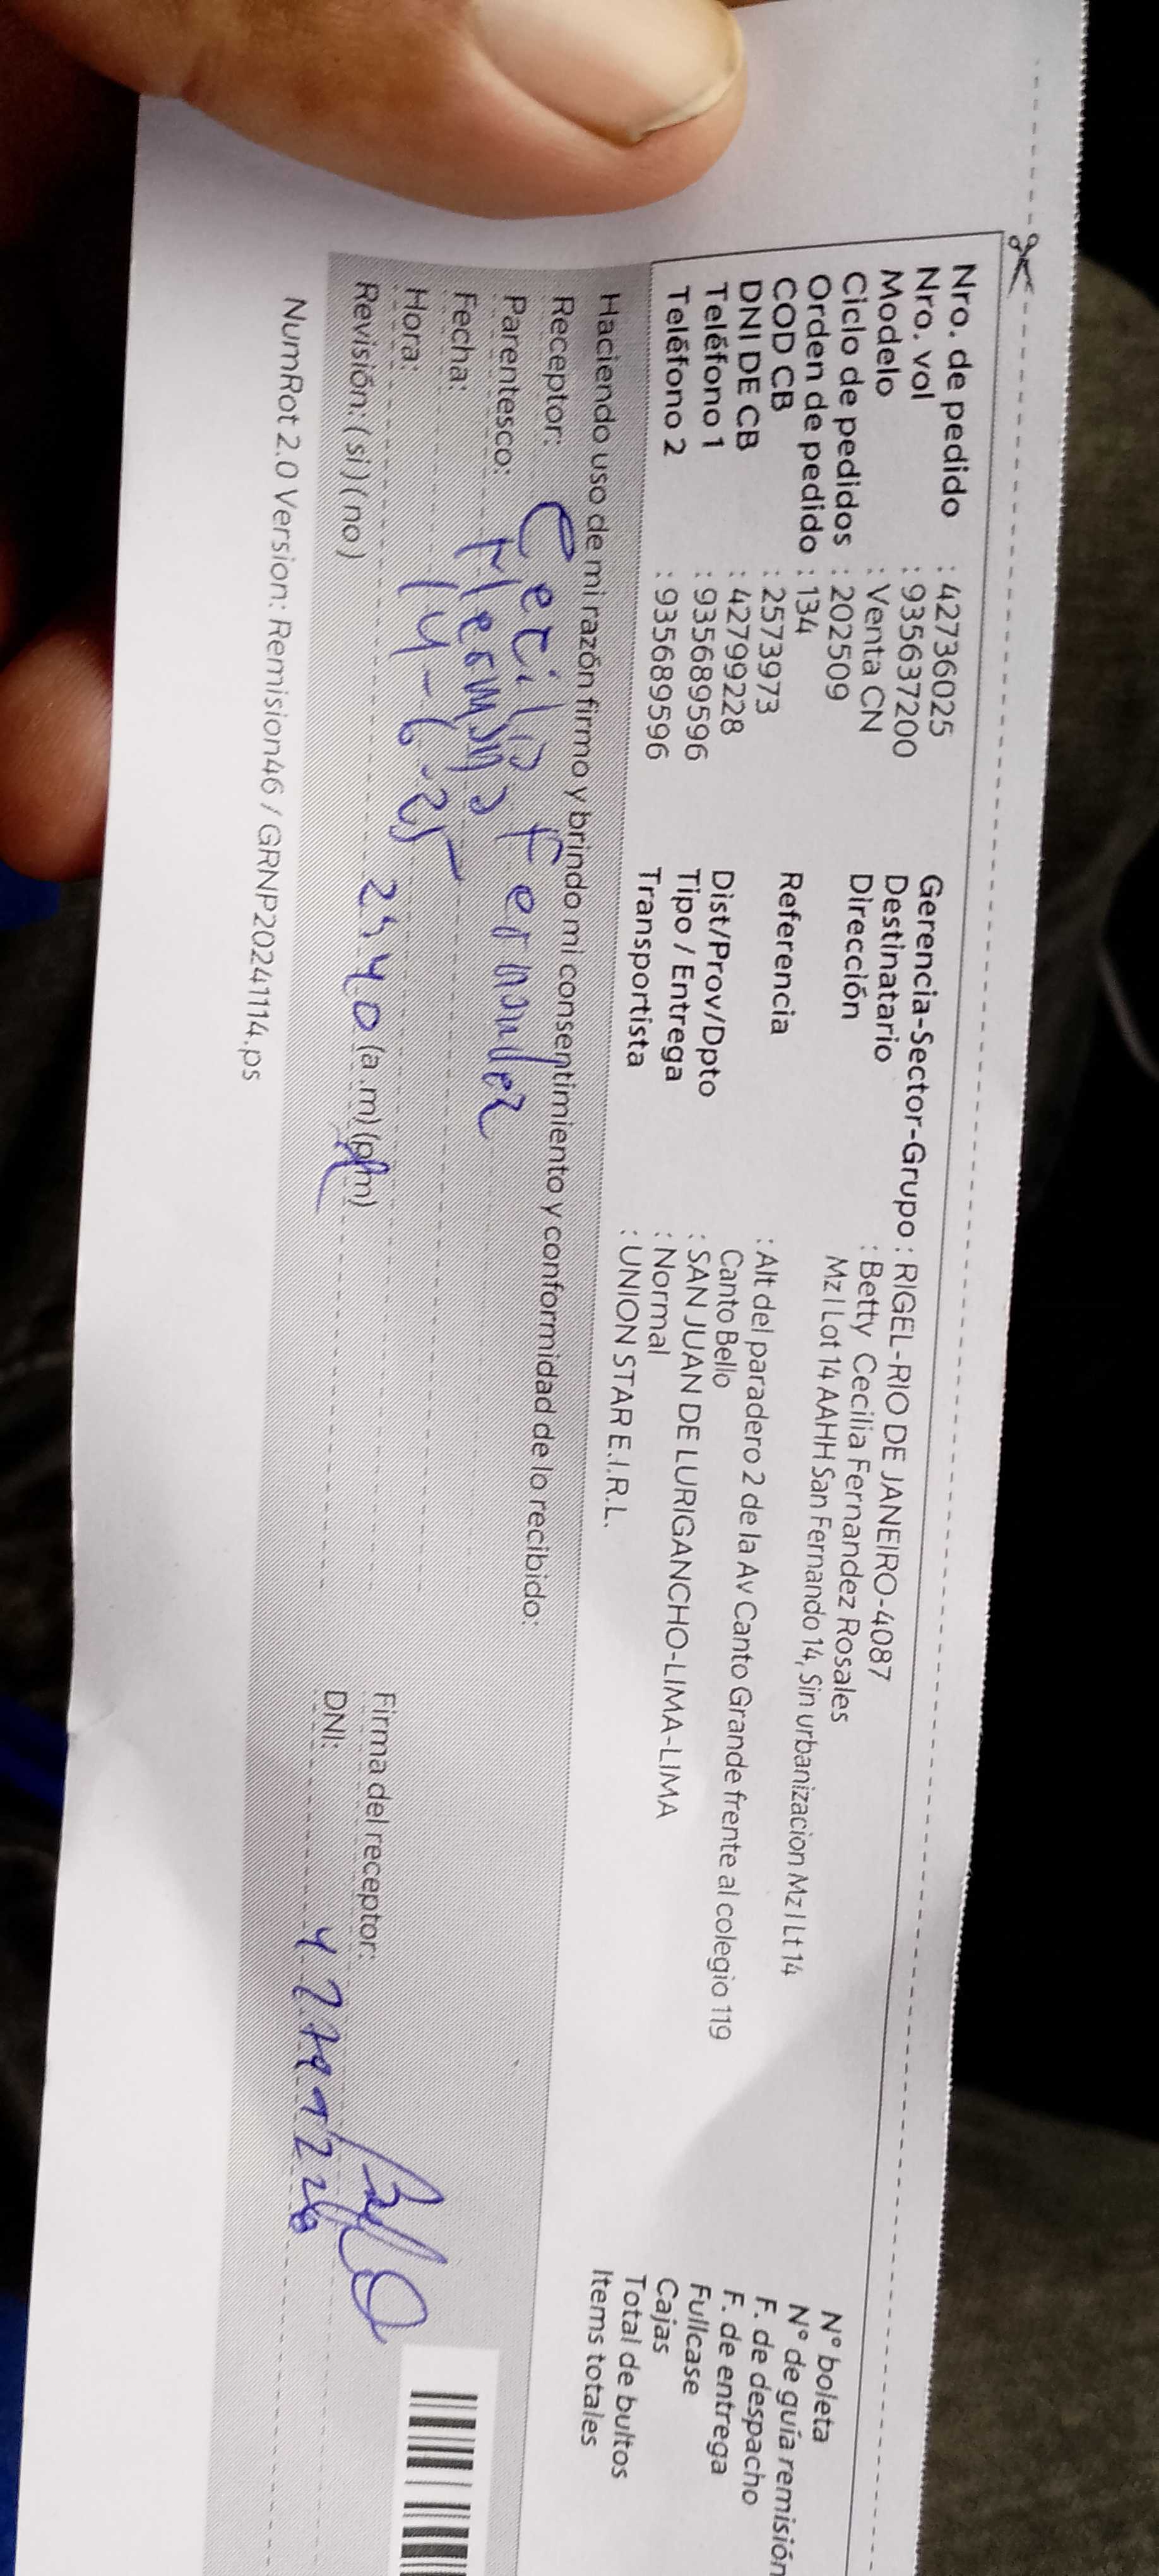 Nro. de pedido : 42736025
Nro. vol : 935637200
Modelo : Venta CN
Ciclo de pedidos : 202509
Orden de pedido : 134
COD CB : 2573973
DNI DE CB : 42799228
Teléfono 1 : 935689596
Teléfono 2 : 935689596
Gerencia-Sector-Grupo : RIGEL-RIO DE JANEIRO-4087
Destinatario : Betty Cecilia Fernandez Rosales
Dirección Mz I Lot 14 AAHH San Fernando 14, Sin urbanizacion Mz I Lt 14
Referencia : Alt del paradero 2 de la Av Canto Grande frente al colegio 119
Canto Bello
Dist/Prov/Dpto : SAN JUAN DE LURIGANCHO-LIMA-LIMA
Tipo / Entrega : Normal
Transportista : UNION STAR E.I.R.L.
N° boleta
N° de guía remisión
F. de despacho
F. de entrega
Fullcase
Cajas
Total de bultos
Items totales
Haciendo uso de mi razón firmo y brindo mi consentimiento y conformidad de lo recibido:
Receptor: Cecilia Fernandez
Parentesco: Hermana
Fecha: 14-6-25
Hora: (a.m) (p.m)
Revisión: (si) (no)
Firma del receptor:
DNI: 42799228
NumRot 2.0 Version: Remision46 / GRNP20241114.ps